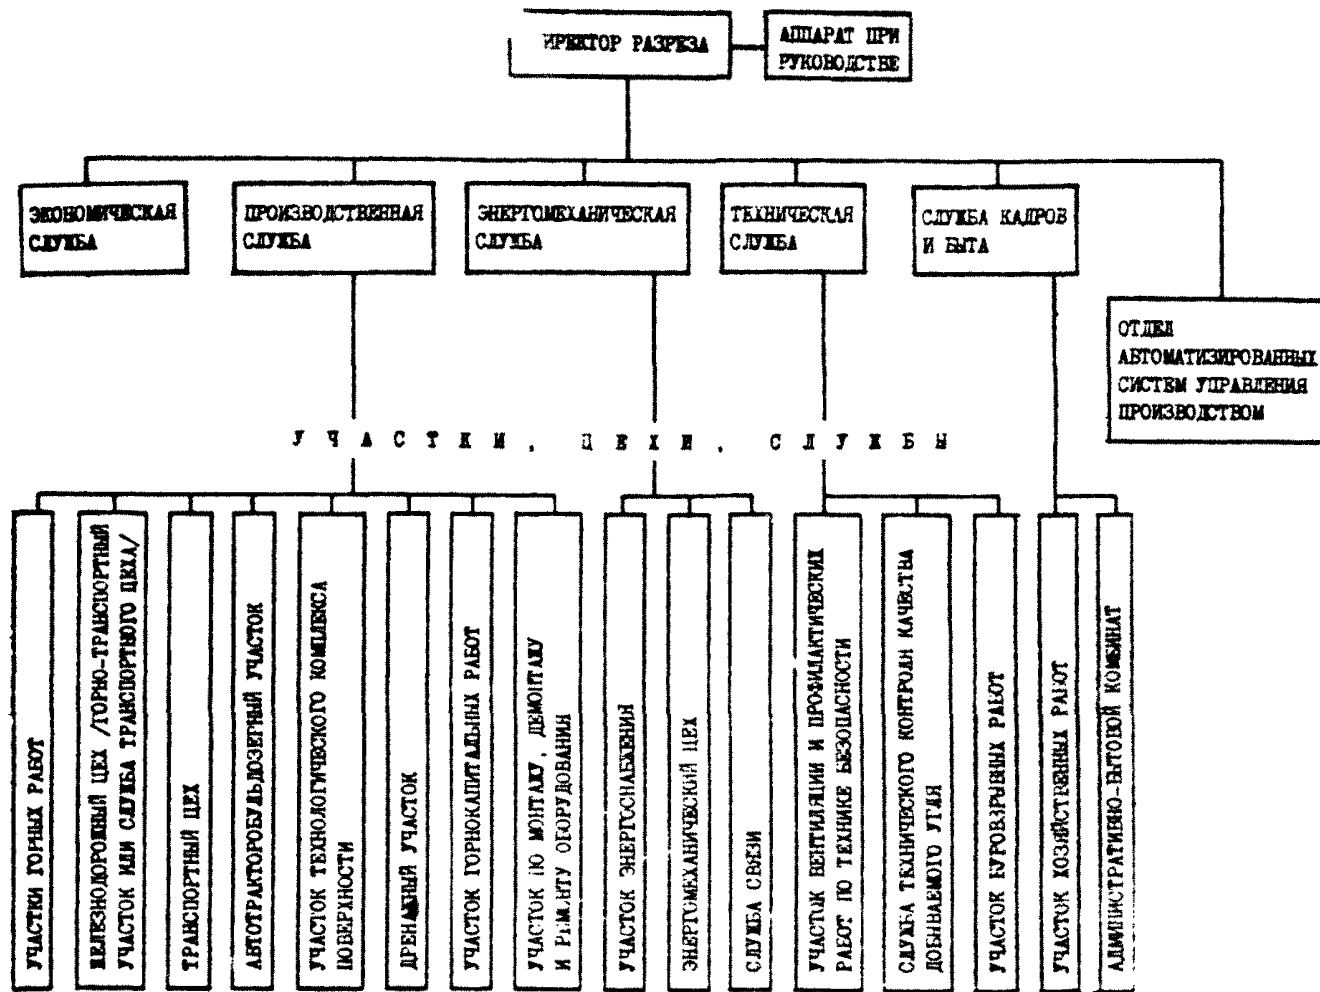 ИРЕКТОР РАЗРЕЗА
АППАРАТ ПРИ
РУКОВОДСТВЕ
ЭКОНОМИЧЕСКАЯ
СЛУЖБА
ПРОИЗВОДСТВЕННАЯ
СЛУЖБА
ЭНЕРГОМЕХАНИЧЕСКАЯ
СЛУЖБА
ТЕХНИЧЕСКАЯ
СЛУЖБА
СЛУЖБА КАДРОВ
И БЫТА
ОТДЕЛ
АВТОМАТИЗИРОВАННЫХ
СИСТЕМ УПРАВЛЕНИЯ
ПРОИЗВОДСТВОМ
УЧАСТКИ, ЦЕХИ, СЛУЖБЫ
УЧАСТКИ ГОРНЫХ РАБОТ
ЖЕЛЕЗНОДОРОЖНЫЙ ЦЕХ /ГОРНО-ТРАНСПОРТНЫЙ
УЧАСТОК ИЛИ СЛУЖБА ТРАНСПОРТНОГО ЦЕХА/
ТРАНСПОРТНЫЙ ЦЕХ
АВТОТРАКТОРОБУЛЬДОЗЕРНЫЙ УЧАСТОК
УЧАСТОК ТЕХНОЛОГИЧЕСКОГО КОМПЛЕКСА
ПОВЕРХНОСТИ
ДРЕНАЖНЫЙ УЧАСТОК
УЧАСТОК ГОРНОКАПИТАЛЬНЫХ РАБОТ
УЧАСТОК ПО МОНТАЖУ, ДЕМОНТАЖУ
И РЕМОНТУ ОБОРУДОВАНИЯ
УЧАСТОК ЭНЕРГОСНАБЖЕНИЯ
ЭНЕРГОМЕХАНИЧЕСКИЙ ЦЕХ
СЛУЖБА СВЯЗИ
УЧАСТОК ВЕНТИЛЯЦИИ И ПРОФИЛАКТИЧЕСКИХ
РАБОТ ПО ТЕХНИКЕ БЕЗОПАСНОСТИ
СЛУЖБА ТЕХНИЧЕСКОГО КОНТРОЛЯ КАЧЕСТВА
ДОБЫВАЕМОГО УГЛЯ
УЧАСТОК БУРОВЗРЫВНЫХ РАБОТ
УЧАСТОК ХОЗЯЙСТВЕННЫХ РАБОТ
АДМИНИСТРАТИВНО-БЫТОВОЙ КОМБИНАТ